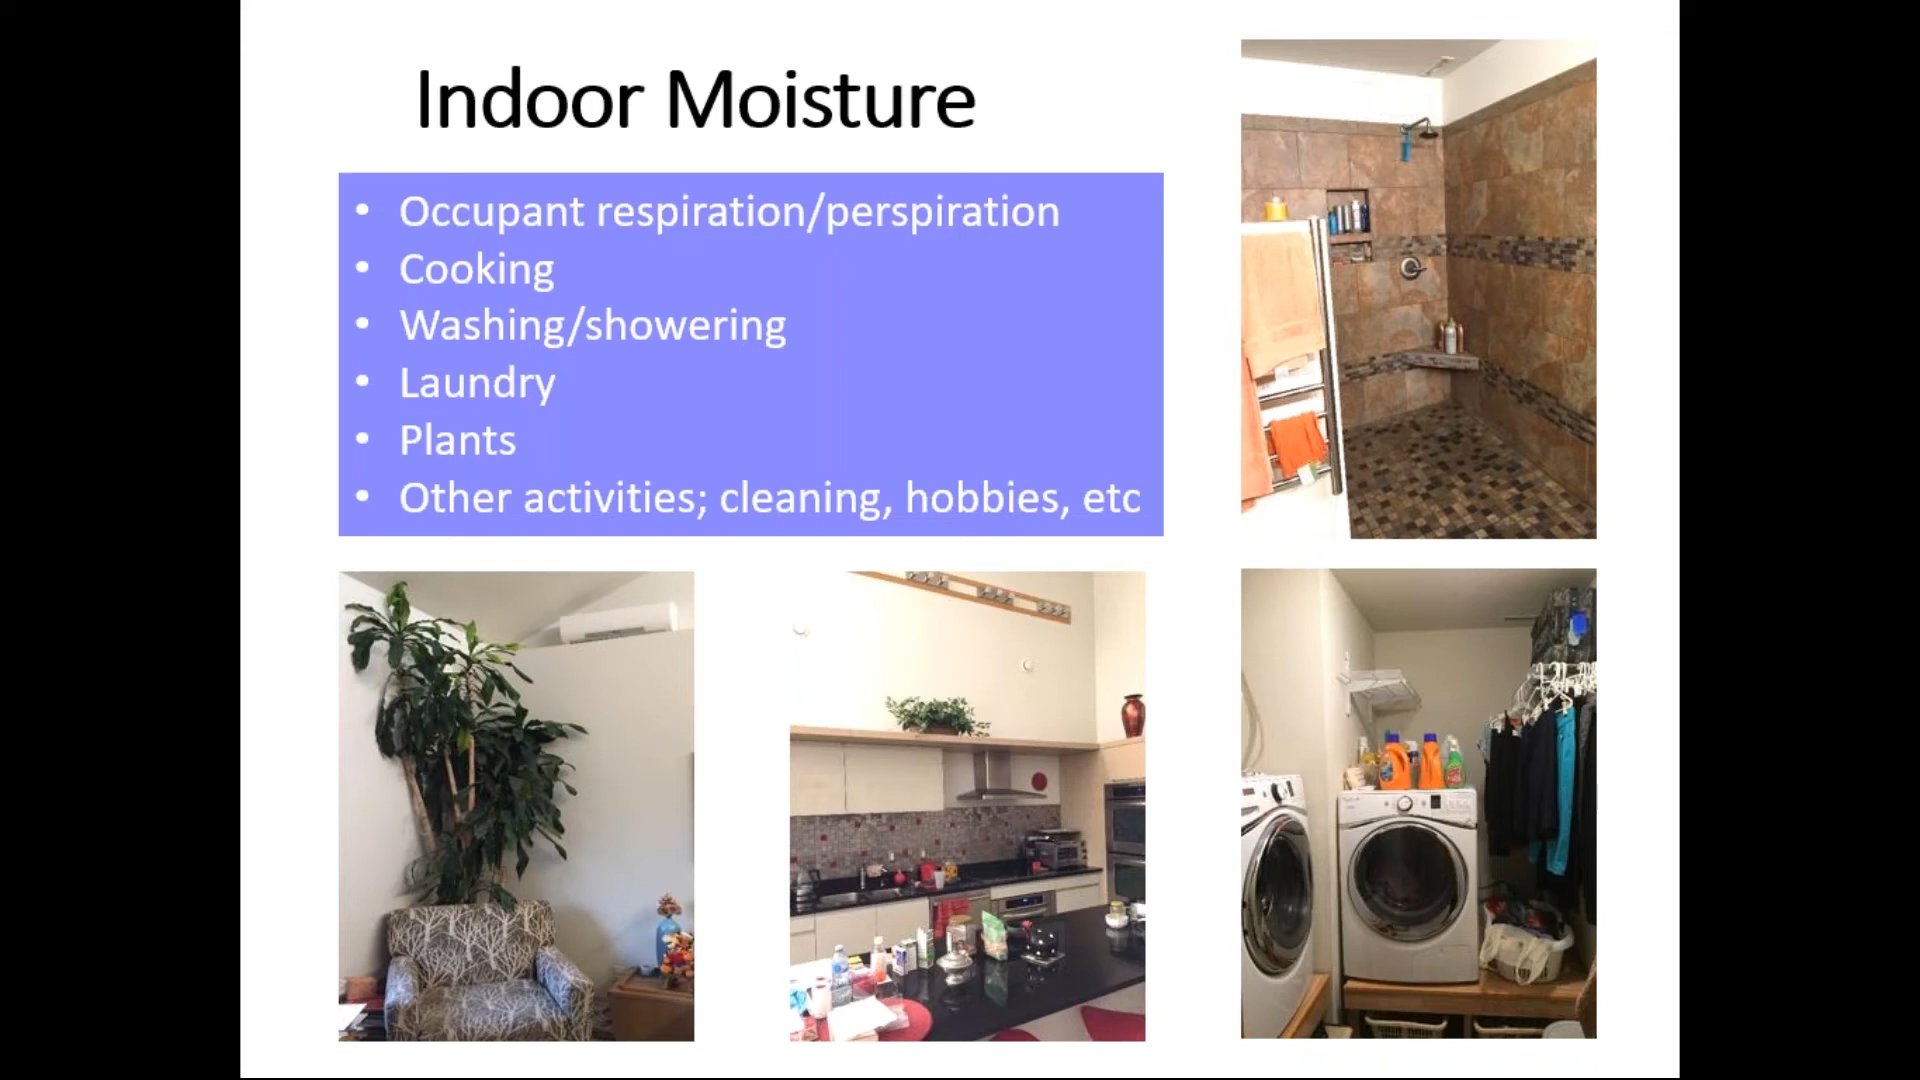 Indoor Moisture
• Occupant respiration/perspiration
• Cooking
• Washing/showering
• Laundry
• Plants
• Other activities; cleaning, hobbies, etc